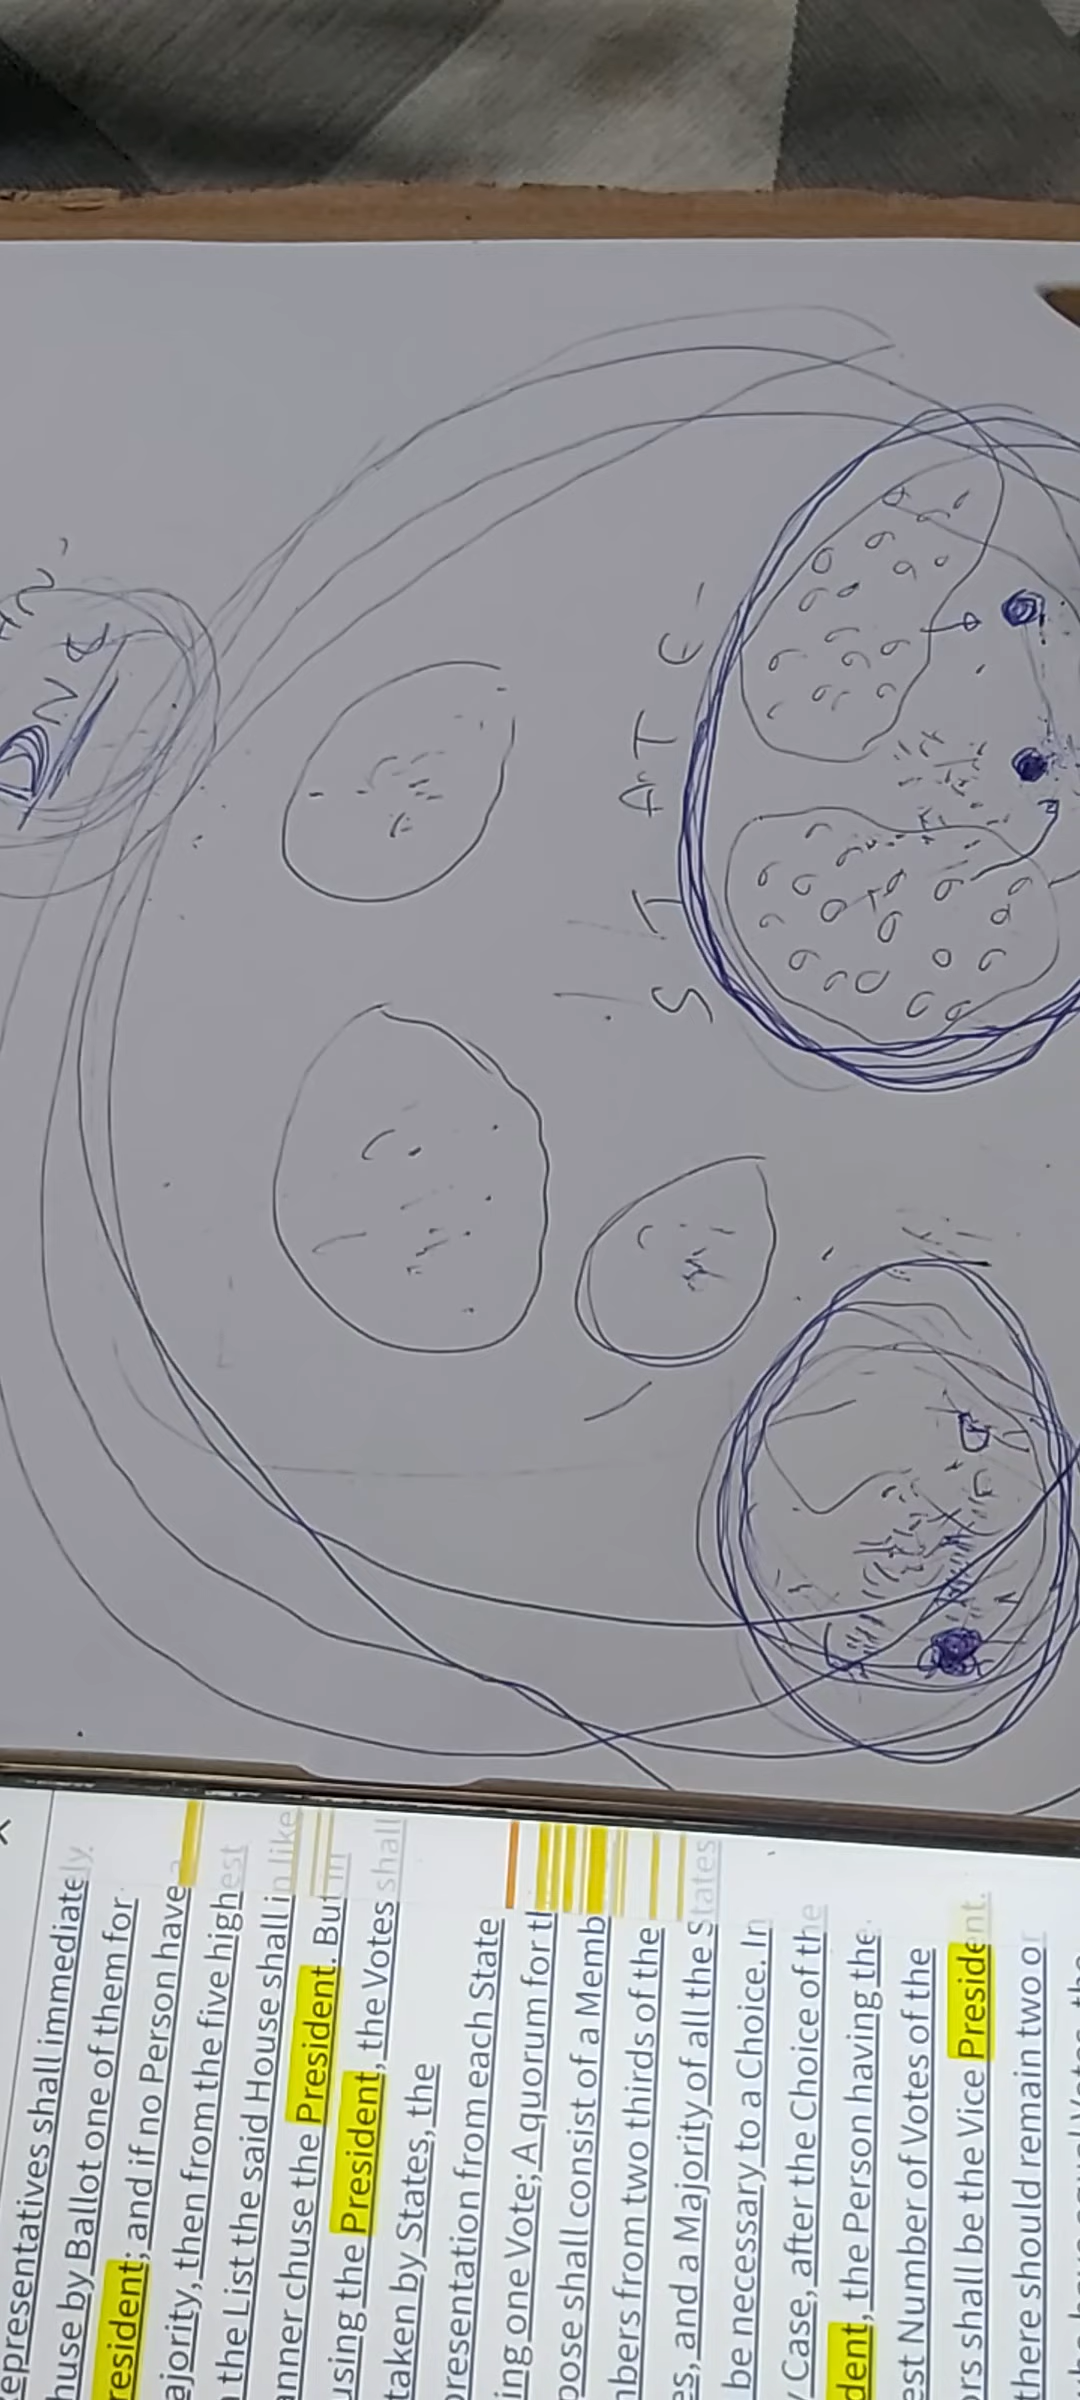 STATE
epresentatives shall immediately
huse by Ballot one of them for
resident; and if no Person have a
ajority, then from the five highest
the List the said House shall in like
anner chuse the President. But in
using the President, the Votes shall
taken by States, the
presentation from each State
ing one Vote; A quorum for th
pose shall consist of a Memb
nbers from two thirds of the
es, and a Majority of all the States
be necessary to a Choice. In
y Case, after the Choice of the
dent, the Person having the
est Number of Votes of the
ors shall be the Vice President.
there should remain two or